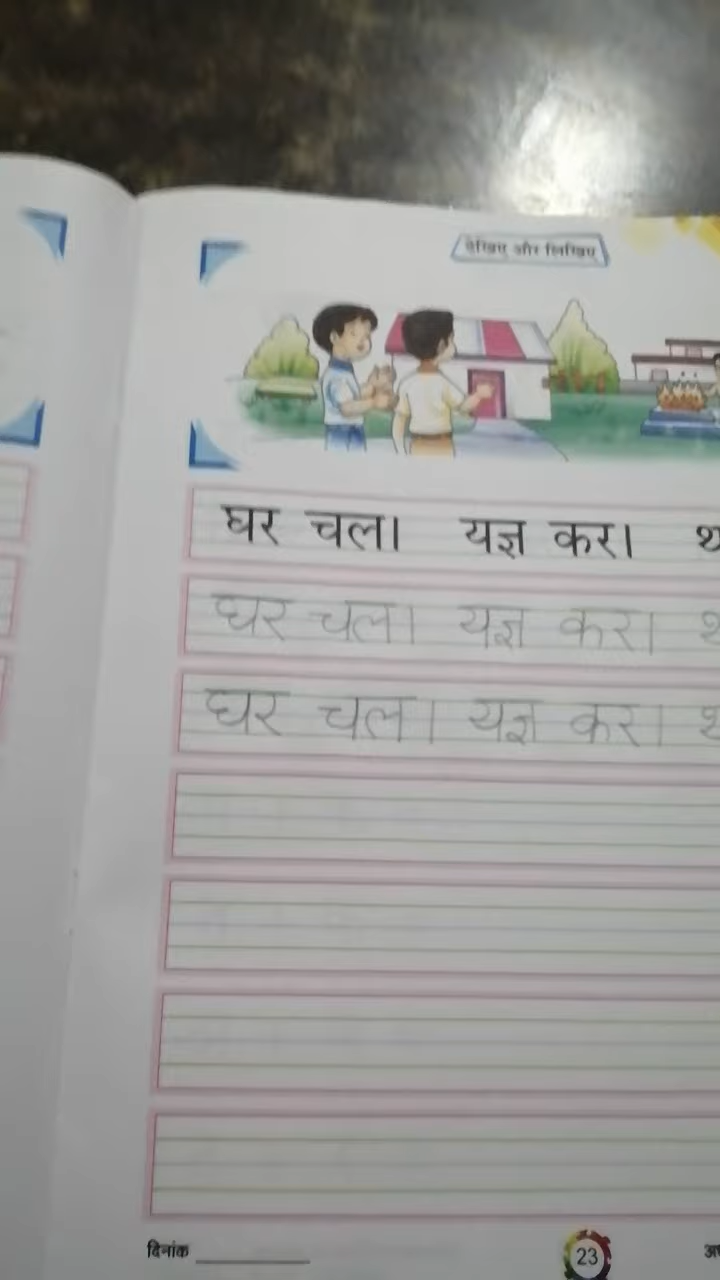 देखिए और लिखिए
घर चल। यज्ञ कर।
घर चल। यज्ञ कर।
घर चल। यज्ञ कर।
दिनांक
23